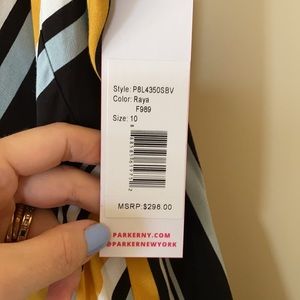 Style: P8L4350SBV
Color: Raya
F989
Size: 10
MSRP:$298.00
PARKERNY.COM
@PARKERNEWYORK